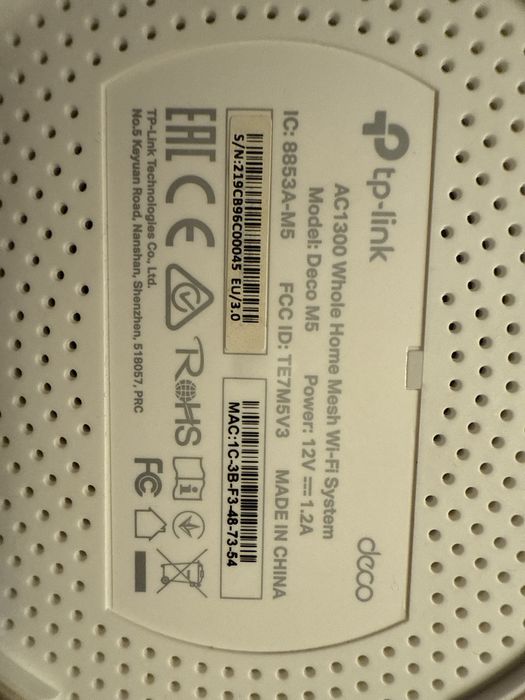 tp-link
deco
AC1300 Whole Home Mesh Wi-Fi System
Model: Deco M5 Power: 12V⎓1.2A
IC: 8853A-M5 FCC ID: TE7M5V3 MADE IN CHINA
S/N:219CB96C00045 EU/3.0
MAC:1C-3B-F3-48-73-54
EAC CE RoHS FC
TP-Link Technologies Co., Ltd.
No.5 Keyuan Road, Nanshan, Shenzhen, 518057, PRC